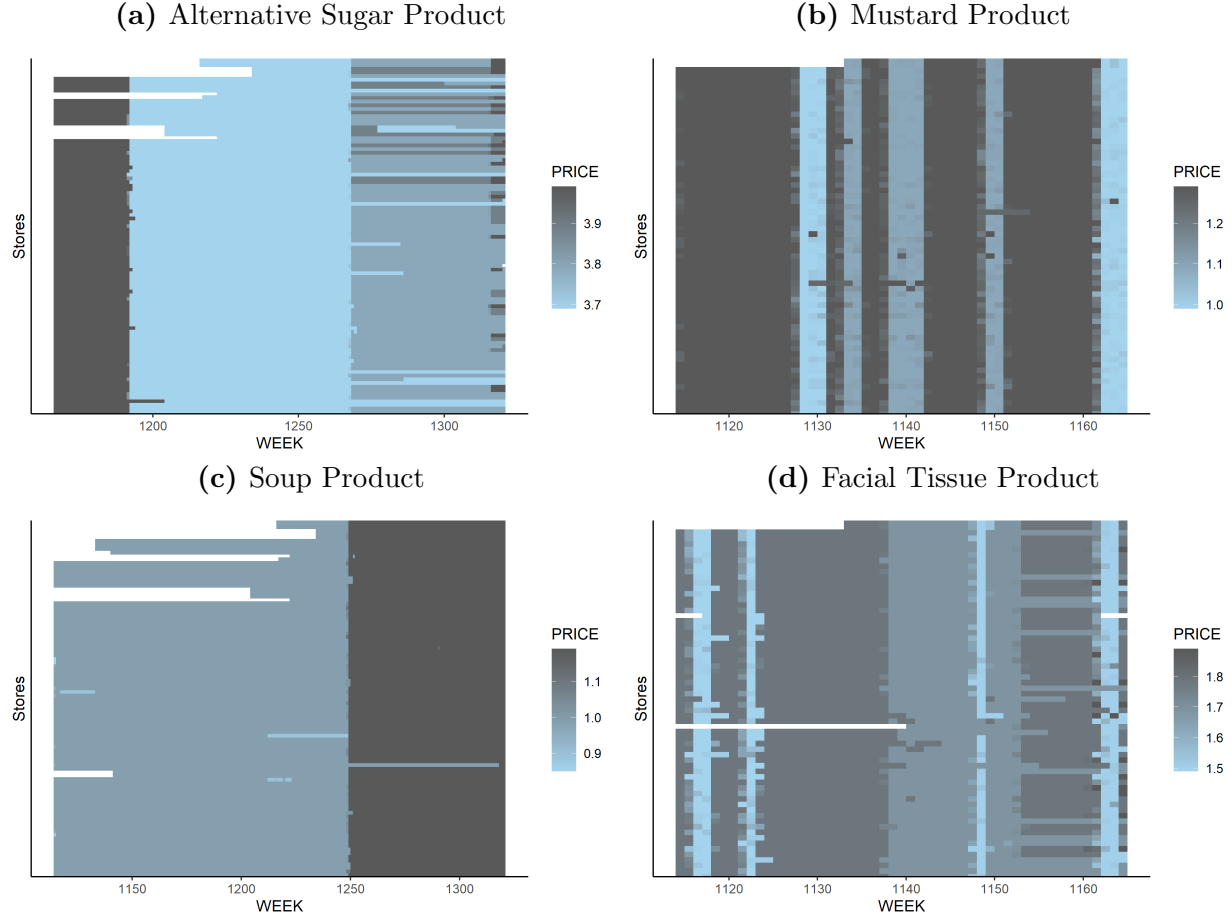 (a) Alternative Sugar Product
Stores
1200 1250 1300
WEEK
PRICE
3.9
3.8
3.7
(b) Mustard Product
Stores
1120 1130 1140 1150 1160
WEEK
PRICE
1.2
1.1
1.0
(c) Soup Product
Stores
1150 1200 1250 1300
WEEK
PRICE
1.1
1.0
0.9
(d) Facial Tissue Product
Stores
1120 1130 1140 1150 1160
WEEK
PRICE
1.8
1.7
1.6
1.5